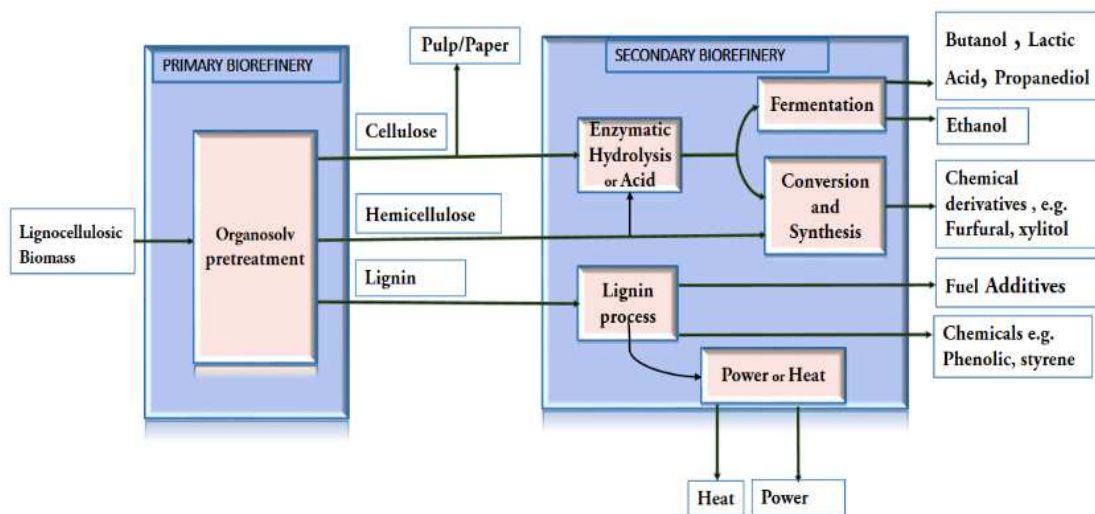 PRIMARY BIOREFINERY
Lignocellulosic
Biomass
Organosolv
pretreatment
Pulp/Paper
Cellulose
Hemicellulose
Lignin
SECONDARY BIOREFINERY
Enzymatic
Hydrolysis
or Acid
Fermentation
Conversion
and
Synthesis
Lignin
process
Power or Heat
Butanol , Lactic
Acid, Propanediol
Ethanol
Chemical
derivatives , e.g.
Furfural, xylitol
Fuel Additives
Chemicals e.g.
Phenolic, styrene
Heat
Power